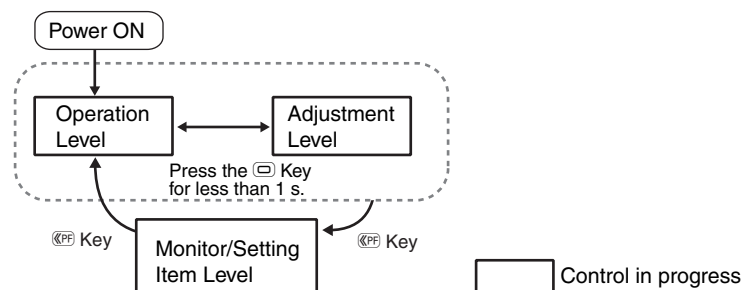 Power ON
Operation
Level
Adjustment
Level
Press the Key
for less than 1 s.
PF Key
PF Key
Monitor/Setting
Item Level
Control in progress